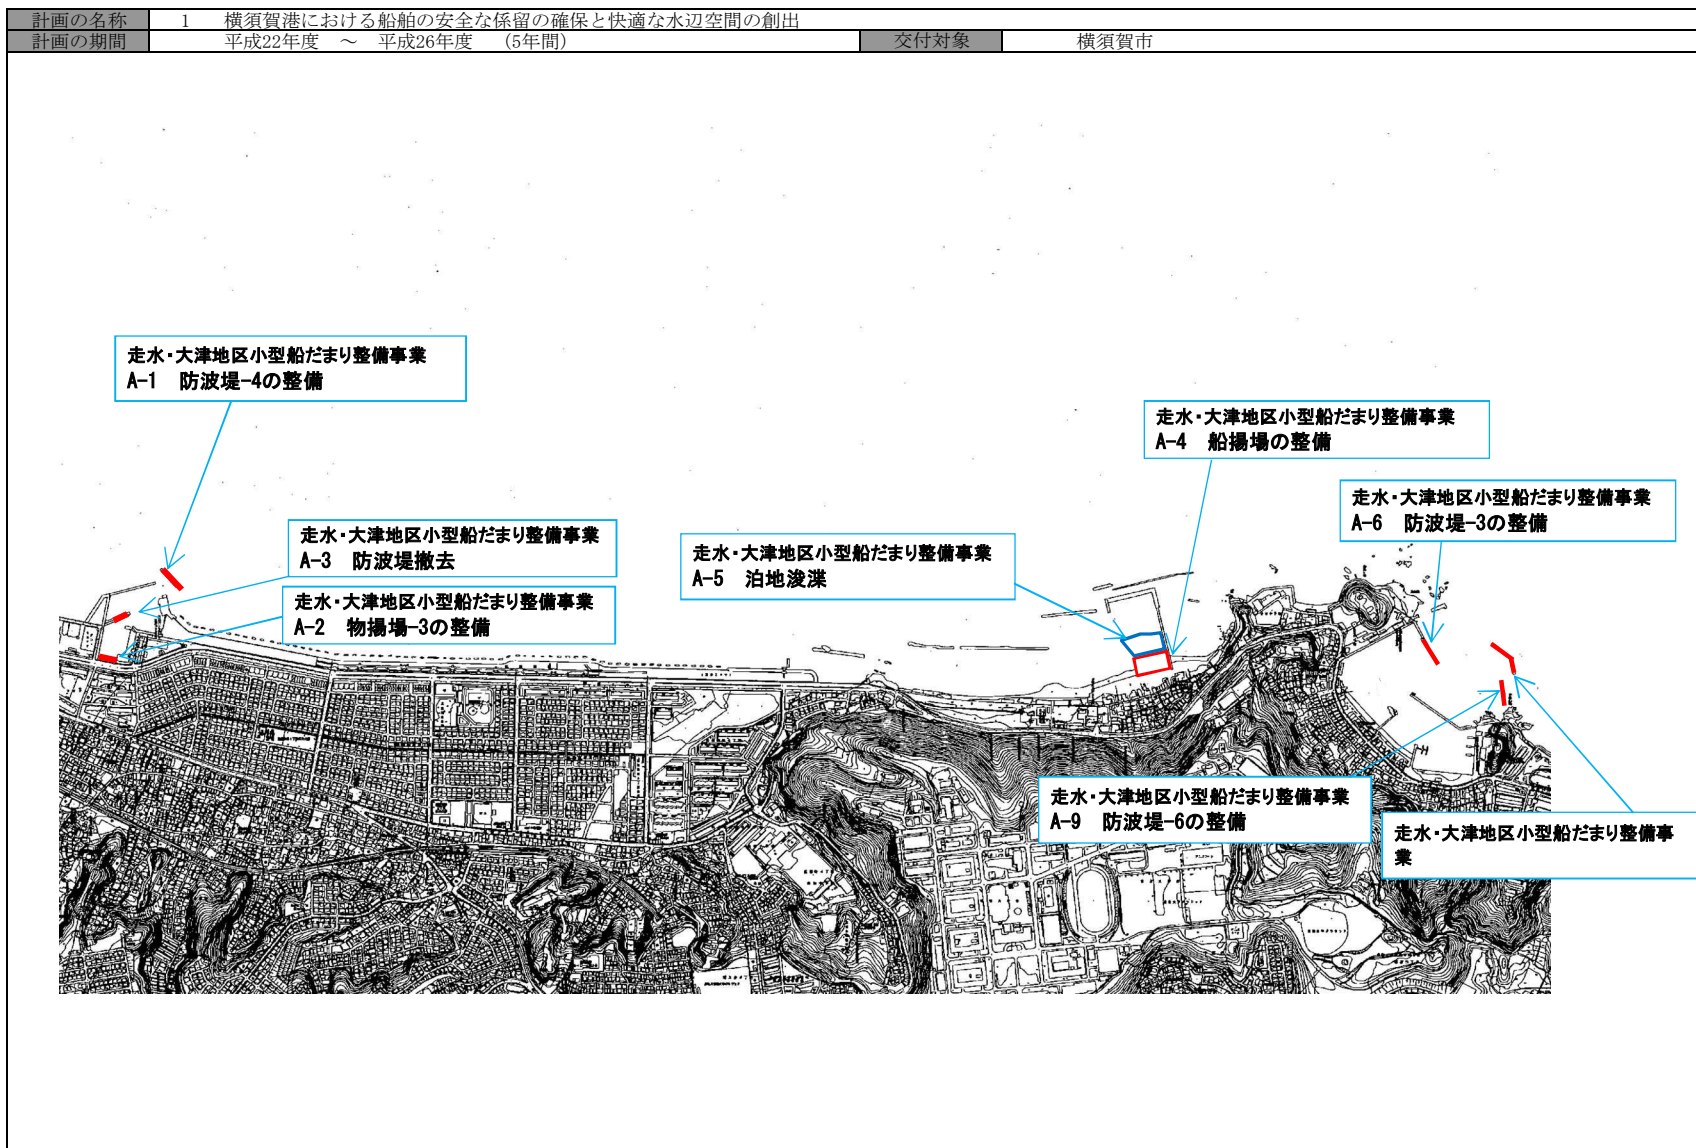 計画の名称 1 横須賀港における船舶の安全な係留の確保と快適な水辺空間の創出
計画の期間 平成22年度 ～ 平成26年度 (5年間) 交付対象 横須賀市
走水・大津地区小型船だまり整備事業
A-1 防波堤-4の整備
走水・大津地区小型船だまり整備事業
A-4 船揚場の整備
走水・大津地区小型船だまり整備事業
A-6 防波堤-3の整備
走水・大津地区小型船だまり整備事業
A-3 防波堤撤去
走水・大津地区小型船だまり整備事業
A-5 泊地浚渫
走水・大津地区小型船だまり整備事業
A-2 物揚場-3の整備
走水・大津地区小型船だまり整備事業
A-9 防波堤-6の整備
走水・大津地区小型船だまり整備事
業